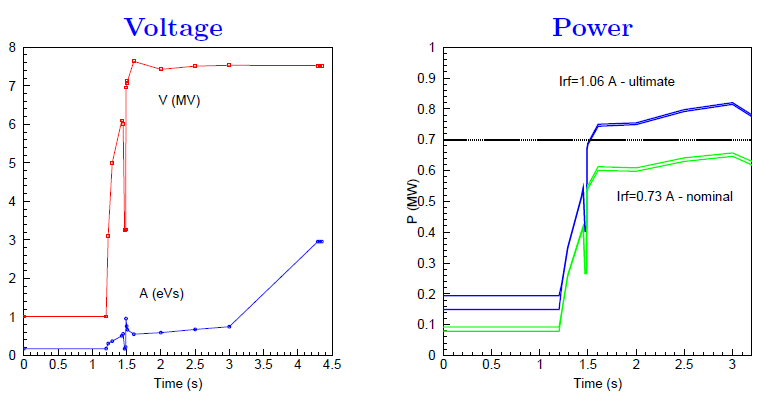 Voltage
8
7
6
5
4
3
2
1
0
V (MV)
A (eVs)
0 0.5 1 1.5 2 2.5 3 3.5 4 4.5
Time (s)
Power
1
0.9
0.8
0.7
0.6
0.5
0.4
0.3
0.2
0.1
0
P (MW)
Irf=1.06 A - ultimate
Irf=0.73 A - nominal
0 0.5 1 1.5 2 2.5 3
Time (s)